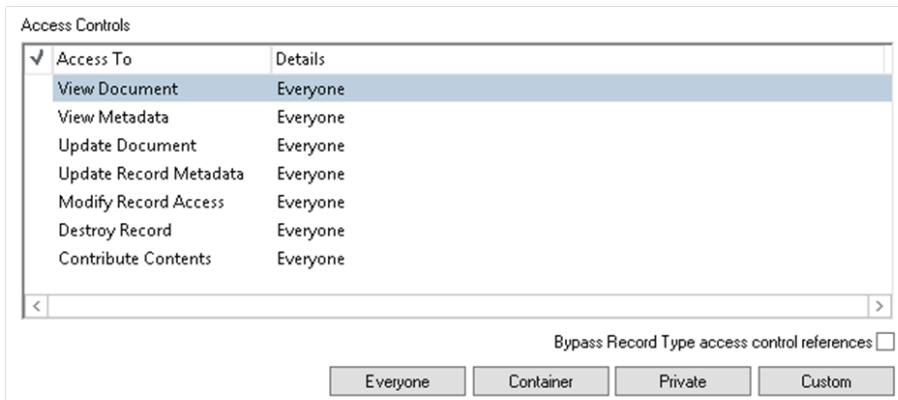 Access Controls
✓ Access To Details
View Document Everyone
View Metadata Everyone
Update Document Everyone
Update Record Metadata Everyone
Modify Record Access Everyone
Destroy Record Everyone
Contribute Contents Everyone
Bypass Record Type access control references
Everyone Container Private Custom